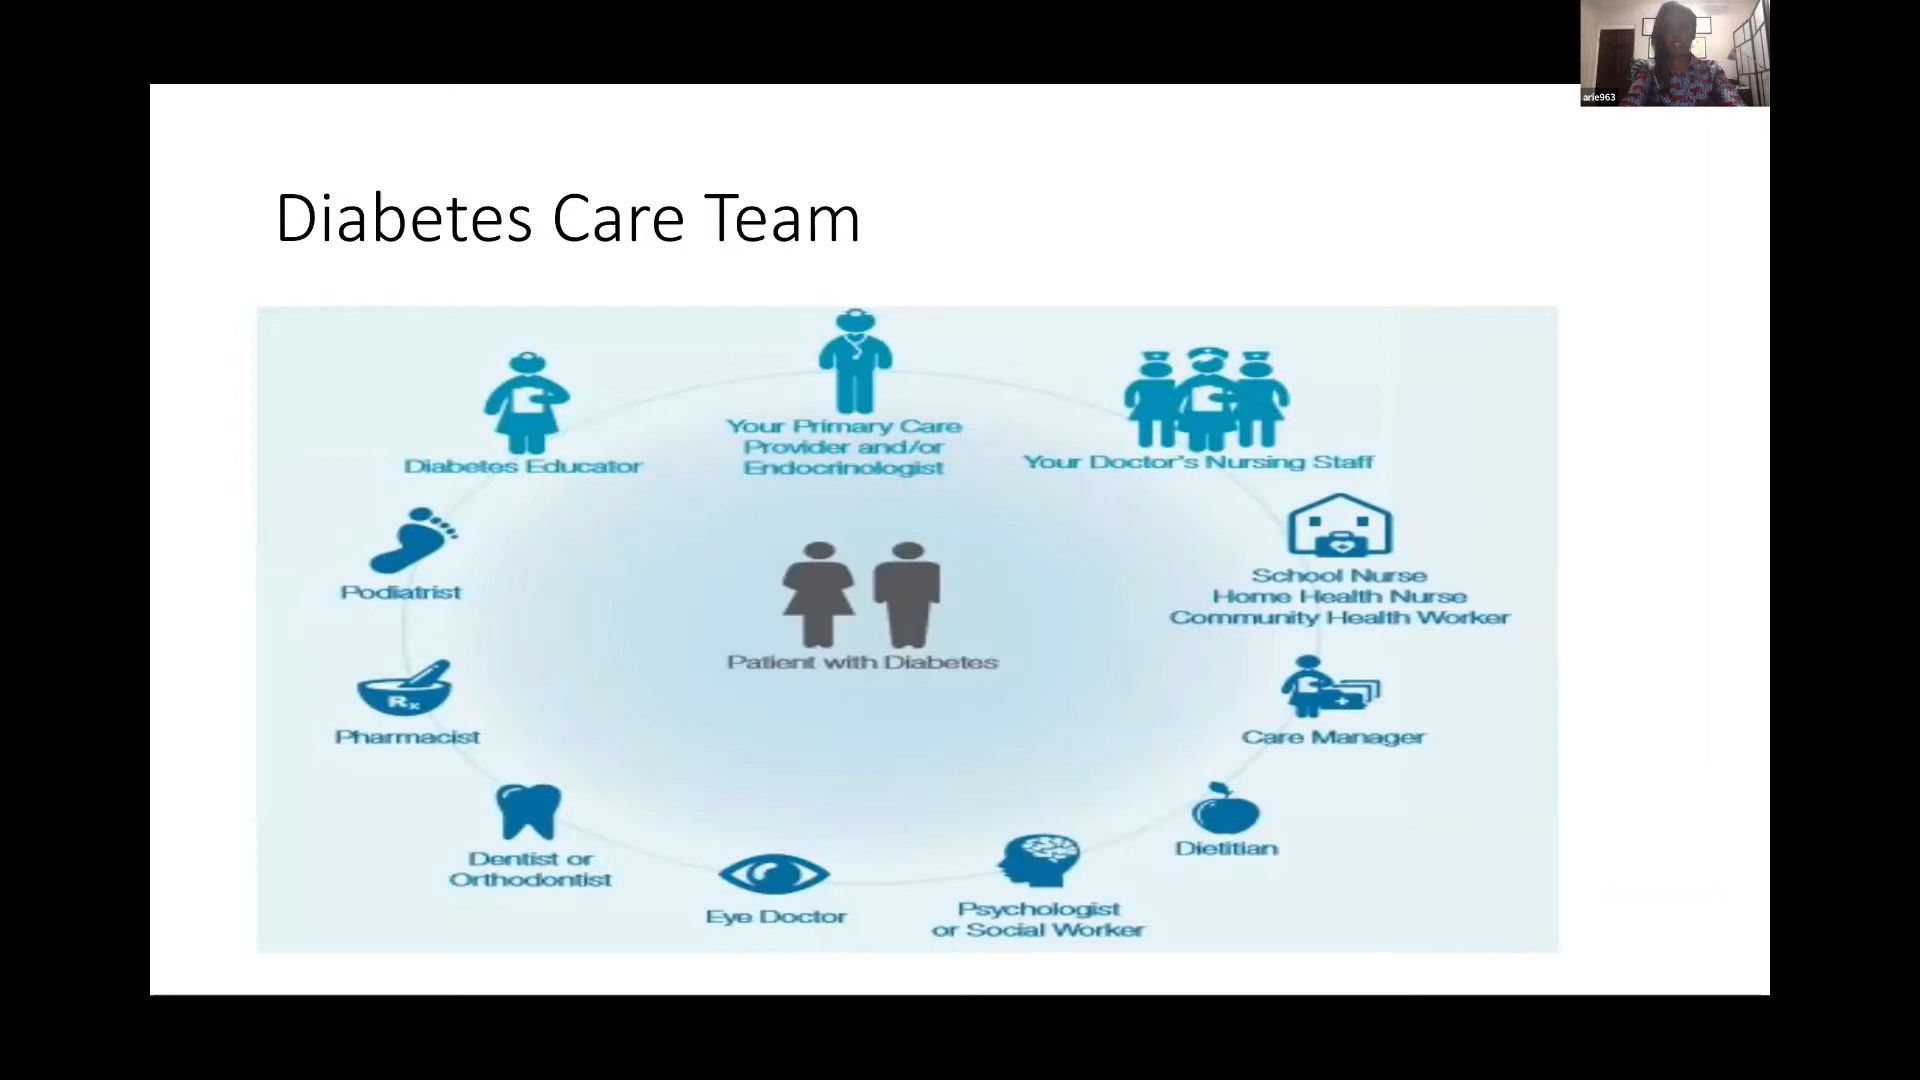 arie963
Diabetes Care Team
Your Primary Care
Provider and/or
Endocrinologist
Your Doctor's Nursing Staff
School Nurse
Home Health Nurse
Community Health Worker
Care Manager
Dietitian
Psychologist
or Social Worker
Eye Doctor
Dentist or
Orthodontist
Rx
Pharmacist
Podiatrist
Diabetes Educator
Patient with Diabetes